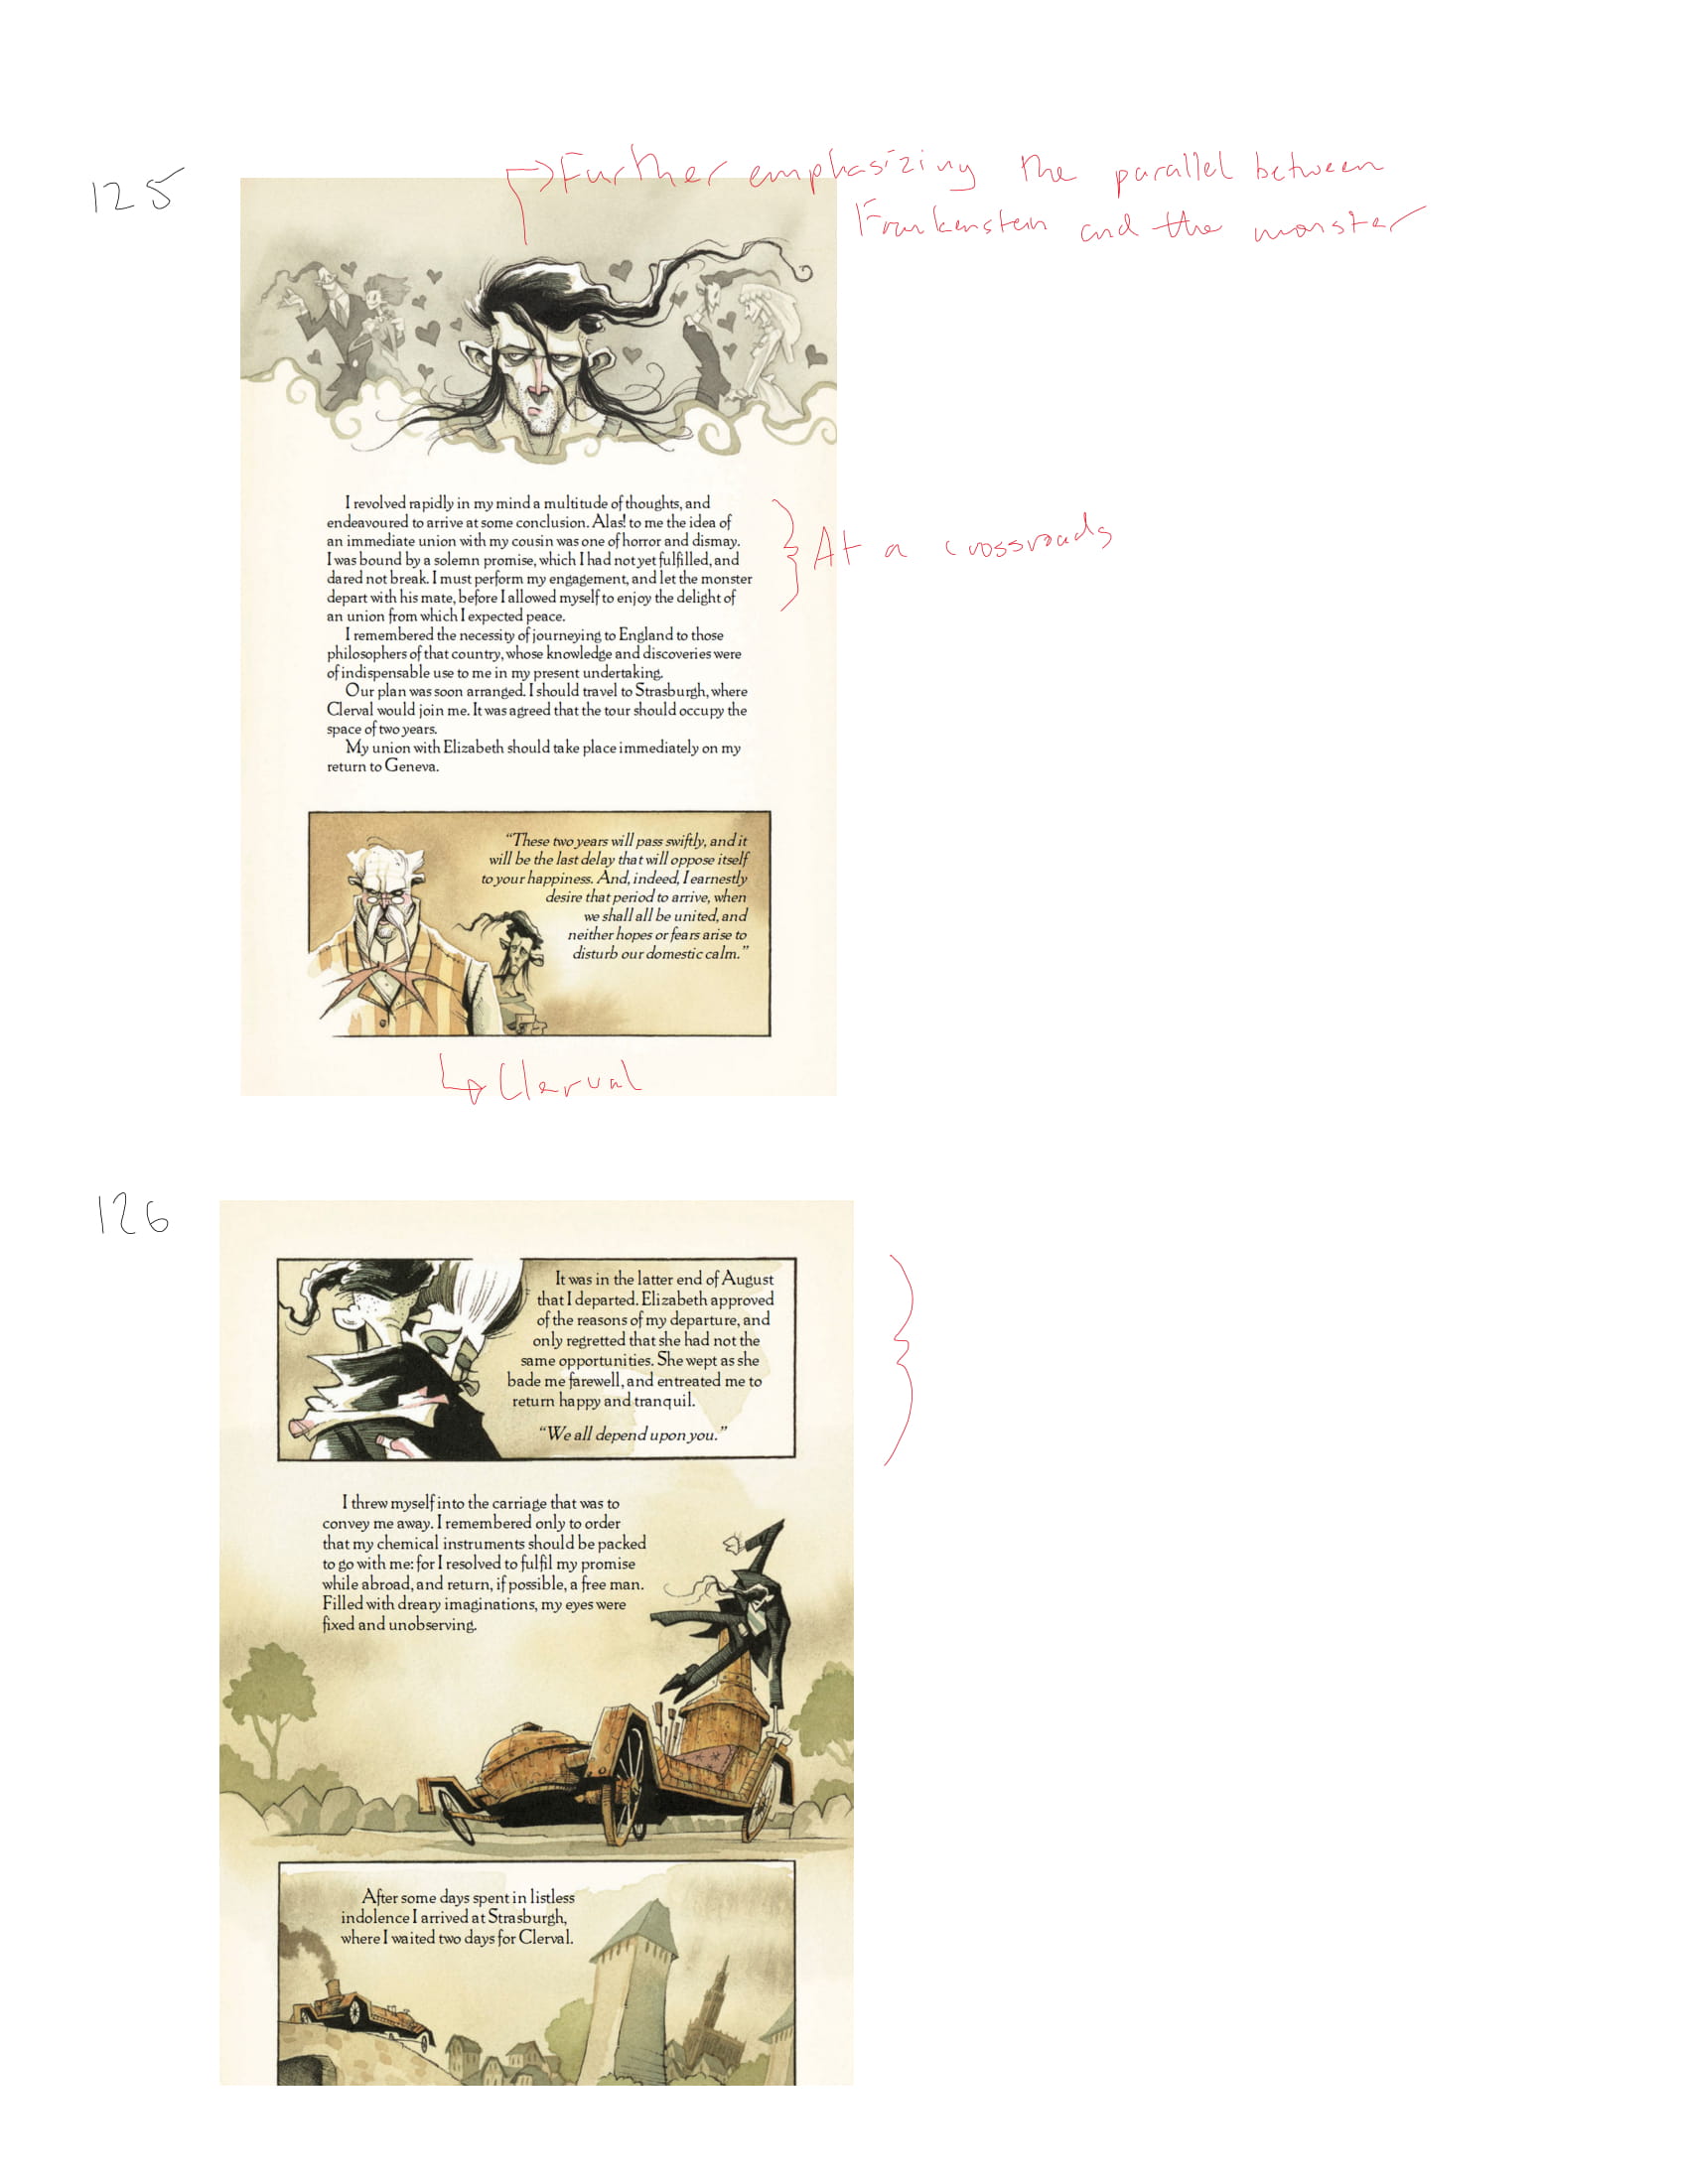 125
Further emphasizing the parallel between
Frankenstein and the monster
I revolved rapidly in my mind a multitude of thoughts, and
endeavoured to arrive at some conclusion. Alas! to me the idea of
an immediate union with my cousin was one of horror and dismay.
I was bound by a solemn promise, which I had not yet fulfilled, and
dared not break. I must perform my engagement, and let the monster
depart with his mate, before I allowed myself to enjoy the delight of
an union from which I expected peace.
At a crossroads
I remembered the necessity of journeying to England to those
philosophers of that country, whose knowledge and discoveries were
of indispensable use to me in my present undertaking.
Our plan was soon arranged. I should travel to Strasburgh, where
Clerval would join me. It was agreed that the tour should occupy the
space of two years.
My union with Elizabeth should take place immediately on my
return to Geneva.
“These two years will pass swiftly, and it
will be the last delay that will oppose itself
to your happiness. And, indeed, I earnestly
desire that period to arrive, when
we shall all be united, and
neither hopes or fears arise to
disturb our domestic calm.”
Clerval
126
It was in the latter end of August
that I departed. Elizabeth approved
of the reasons of my departure, and
only regretted that she had not the
same opportunities. She wept as she
bade me farewell, and entreated me to
return happy and tranquil.
“We all depend upon you.”
I threw myself into the carriage that was to
convey me away. I remembered only to order
that my chemical instruments should be packed
to go with me: for I resolved to fulfil my promise
while abroad, and return, if possible, a free man.
Filled with dreary imaginations, my eyes were
fixed and unobserving.
After some days spent in listless
indolence I arrived at Strasburgh,
where I waited two days for Clerval.